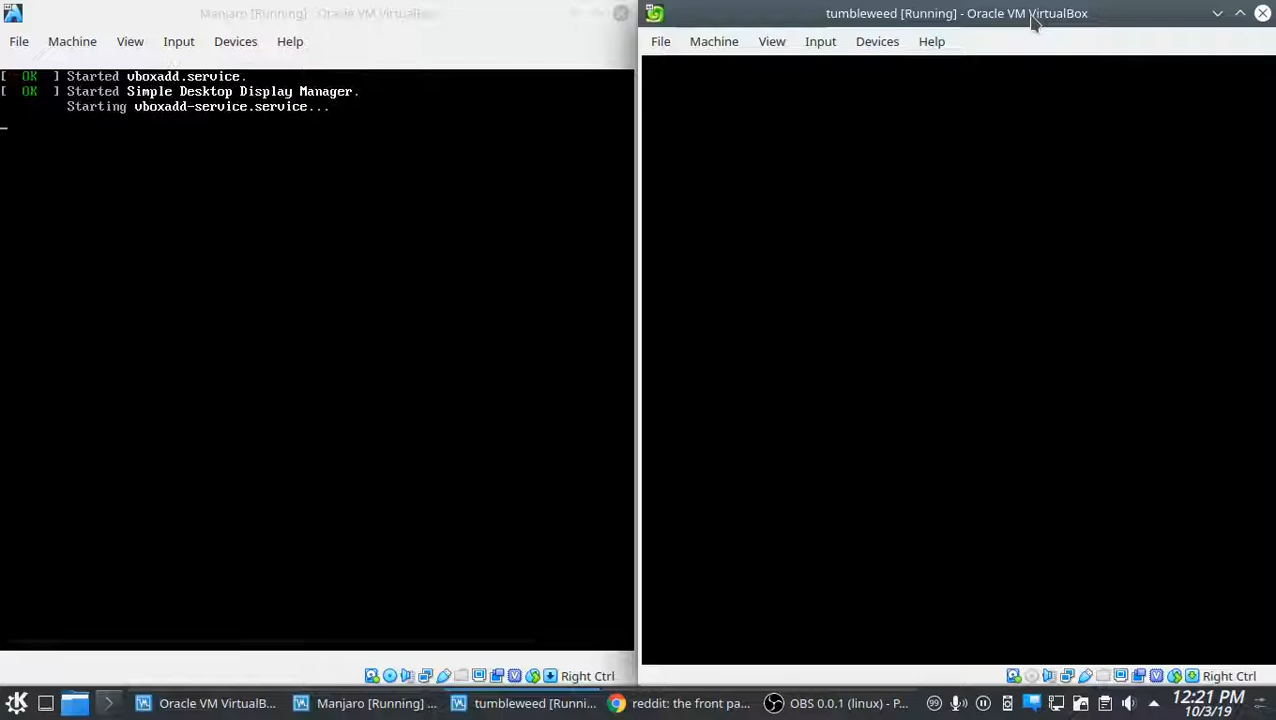 Manjaro [Running] - Oracle VM VirtualBox
File Machine View Input Devices Help
[ OK ] Started vboxadd.service.
[ OK ] Started Simple Desktop Display Manager.
Starting vboxadd-service.service...
Right Ctrl
tumbleweed [Running] - Oracle VM VirtualBox
File Machine View Input Devices Help
Right Ctrl
Oracle VM VirtualB... Manjaro [Running] ... tumbleweed [Runni... reddit: the front pa... OBS 0.0.1 (linux) - P... 99 12:21 PM
10/3/19